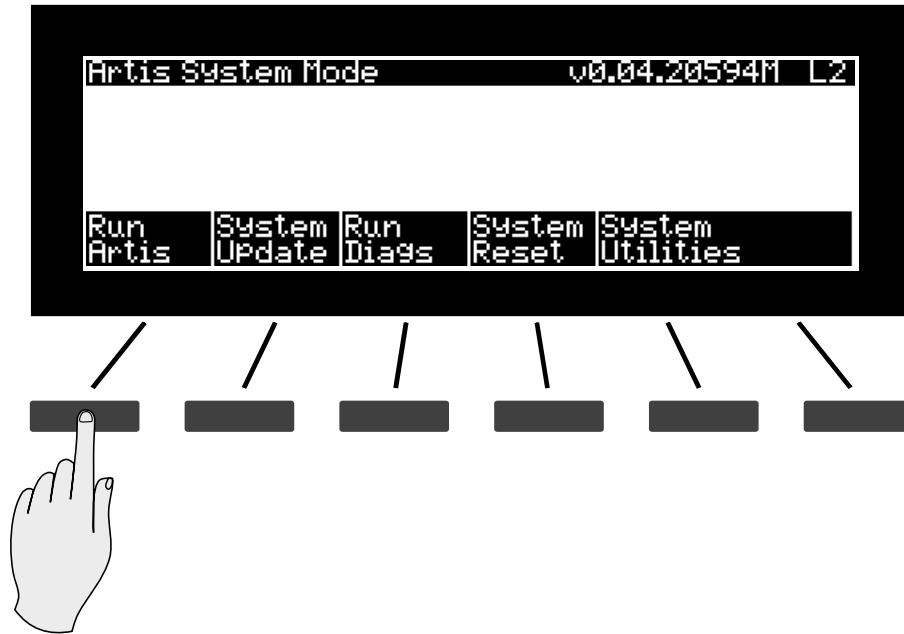 Artis System Mode v0.04.20594M L2
Run System Run System System
Artis Update Diags Reset Utilities